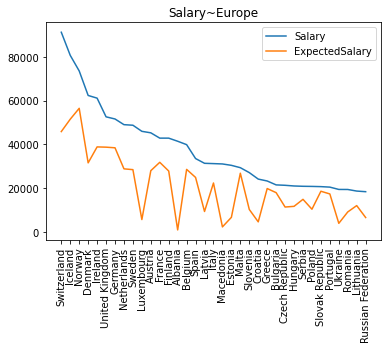 Salary~Europe
Salary
ExpectedSalary
80000
60000
40000
20000
0
Switzerland
Iceland
Norway
Denmark
Ireland
United Kingdom
Germany
Netherlands
Sweden
Luxembourg
Austria
France
Finland
Albania
Belgium
Spain
Latvia
Italy
Macedonia
Estonia
Malta
Slovenia
Croatia
Greece
Bulgaria
Czech Republic
Hungary
Serbia
Poland
Slovak Republic
Portugal
Ukraine
Romania
Lithuania
Russian Federation